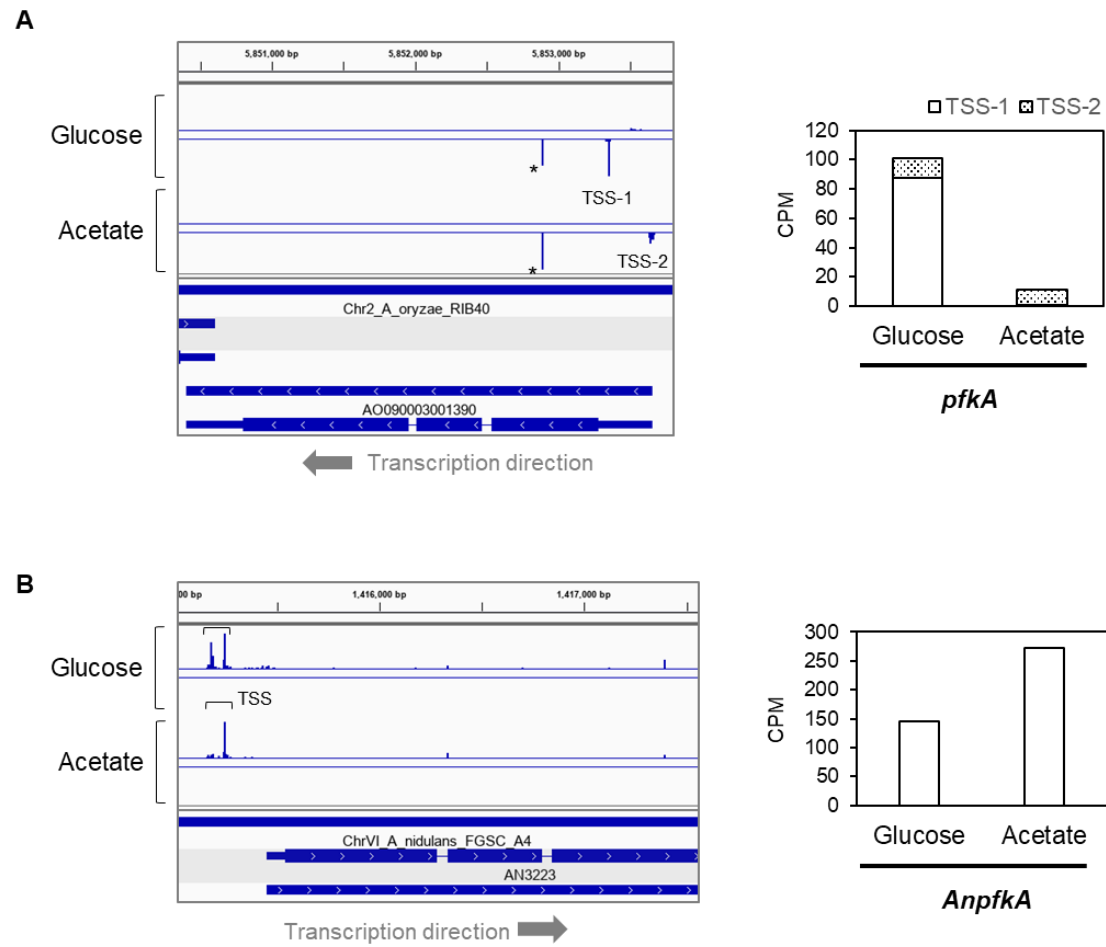 A
5,851,000 bp 5,852,000 bp 5,853,000 bp
Glucose
*
TSS-1
Acetate
*
TSS-2
Chr2_A_oryzae_RIB40
AO090003001390
Transcription direction
TSS-1 TSS-2
120
100
80
60
40
20
0
CPM
Glucose Acetate
pfkA
B
00 bp 1,416,000 bp 1,417,000 bp
Glucose
TSS
Acetate
ChrVI_A_nidulans_FGSC_A4
AN3223
Transcription direction
300
250
200
150
100
50
0
CPM
Glucose Acetate
AnpfkA